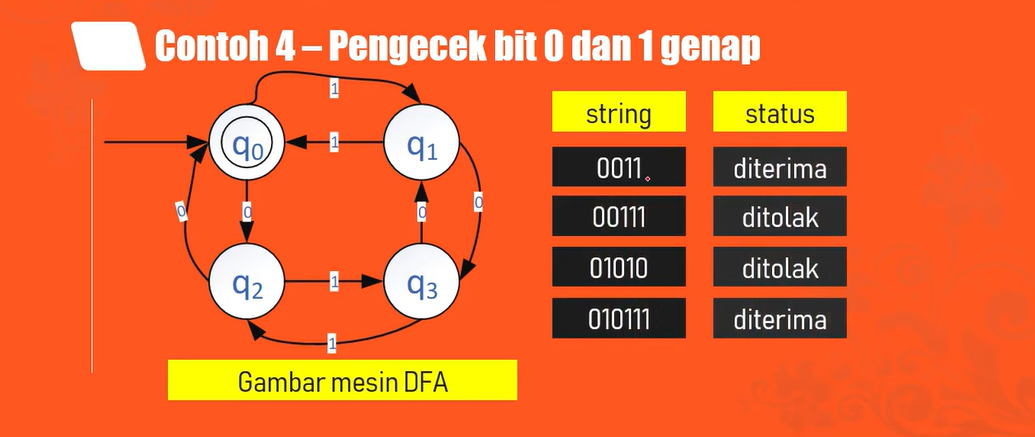 Contoh 4 – Pengecek bit 0 dan 1 genap
1
q0
1
q1
0
0
0
0
q2
1
q3
1
Gambar mesin DFA
string status
0011 diterima
00111 ditolak
01010 ditolak
010111 diterima